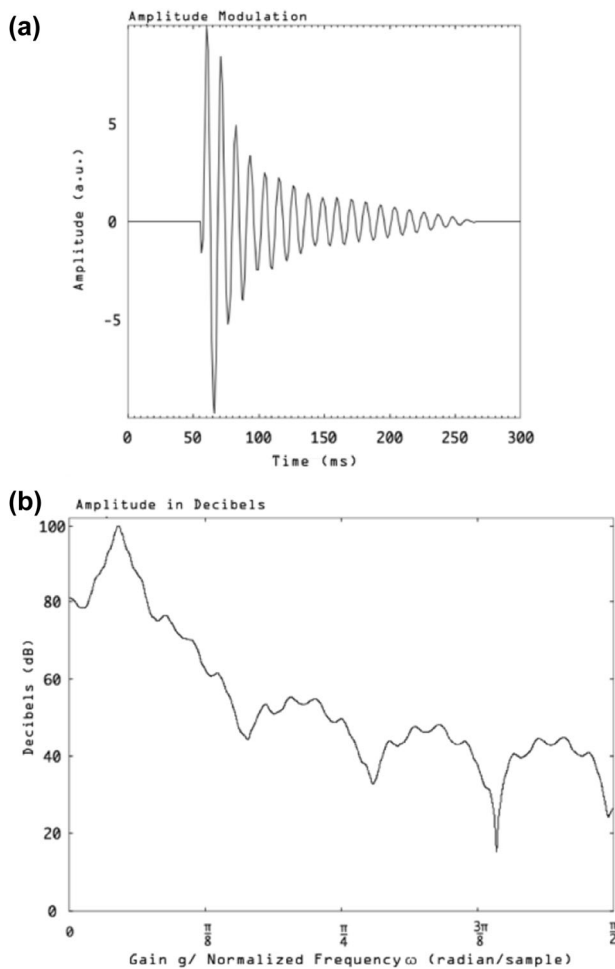 (a)
Amplitude Modulation
Amplitude (a.u.)
5
0
-5
0 50 100 150 200 250 300
Time (ms)
(b)
Amplitude in Decibels
Decibels (dB)
100
80
60
40
20
0
0 π/8 π/4 3π/8 π/2
Gain g/ Normalized Frequency ω (radian/sample)